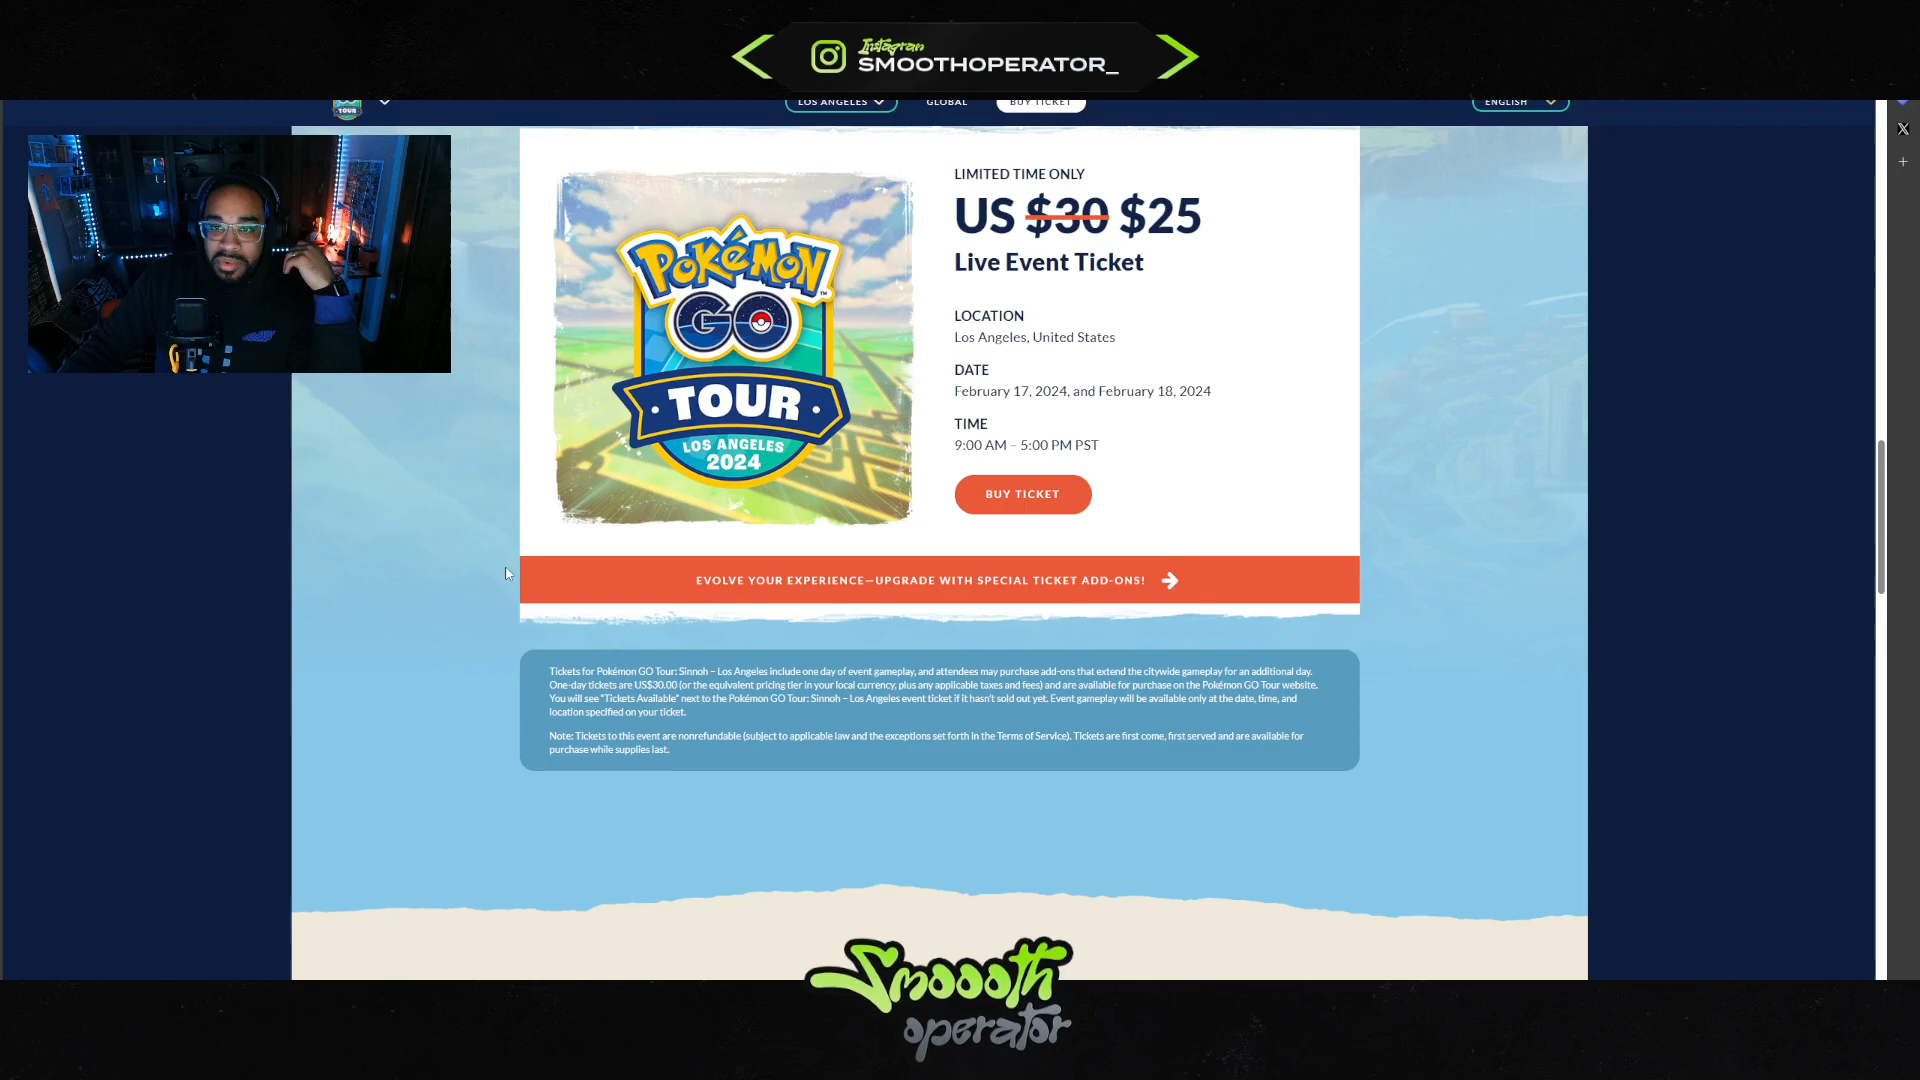 Instagram
SMOOTHOPERATOR_
TOUR
LOS ANGELES
GLOBAL
BUY TICKET
ENGLISH
LIMITED TIME ONLY
US $30 $25
Live Event Ticket
LOCATION
Los Angeles, United States
DATE
February 17, 2024, and February 18, 2024
TIME
9:00 AM – 5:00 PM PST
BUY TICKET
POKÉMON™
GO
TOUR
LOS ANGELES
2024
EVOLVE YOUR EXPERIENCE—UPGRADE WITH SPECIAL TICKET ADD-ONS!
Tickets for Pokémon GO Tour: Sinnoh – Los Angeles include one day of event gameplay, and attendees may purchase add-ons that extend the citywide gameplay for an additional day.
One-day tickets are US$30.00 (or the equivalent pricing tier in your local currency, plus any applicable taxes and fees) and are available for purchase on the Pokémon GO Tour website.
You will see "Tickets Available" next to the Pokémon GO Tour: Sinnoh – Los Angeles event ticket if it hasn't sold out yet. Event gameplay will be available only at the date, time, and
location specified on your ticket.
Note: Tickets to this event are nonrefundable (subject to applicable law and the exceptions set forth in the Terms of Service). Tickets are first come, first served and are available for
purchase while supplies last.
Smoooth
operator